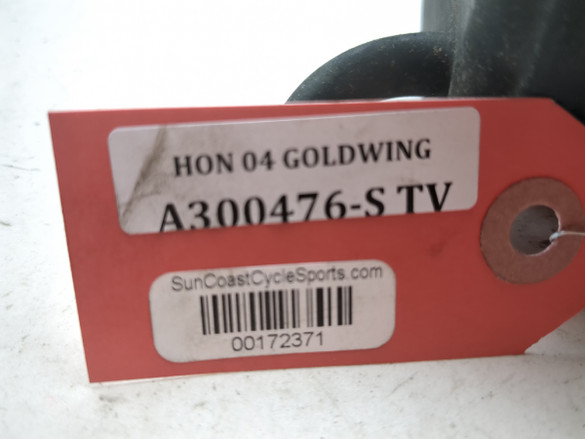 HON 04 GOLDWING
A300476-S TV
SunCoastCycleSports.com
00172371